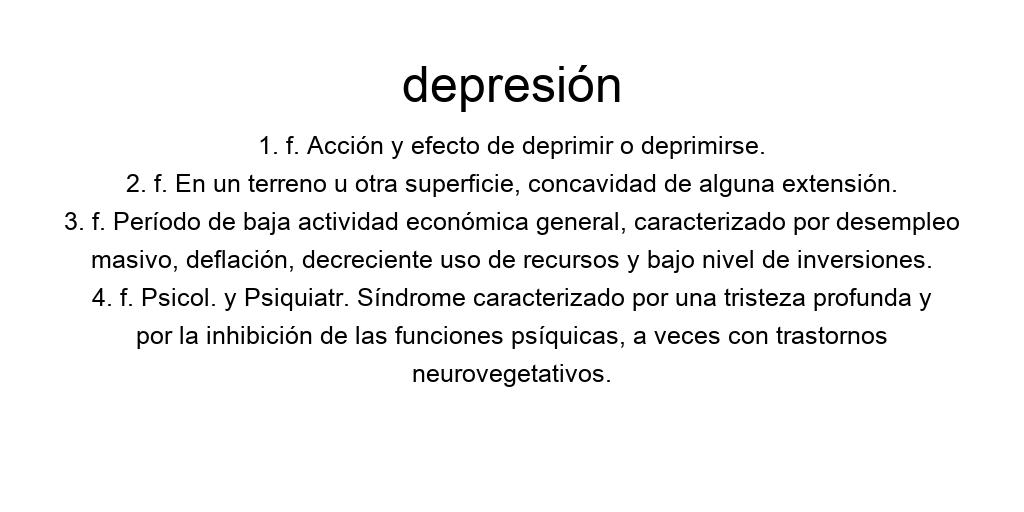 depresión
1. f. Acción y efecto de deprimir o deprimirse.
2. f. En un terreno u otra superficie, concavidad de alguna extensión.
3. f. Período de baja actividad económica general, caracterizado por desempleo
masivo, deflación, decreciente uso de recursos y bajo nivel de inversiones.
4. f. Psicol. y Psiquiatr. Síndrome caracterizado por una tristeza profunda y
por la inhibición de las funciones psíquicas, a veces con trastornos
neurovegetativos.